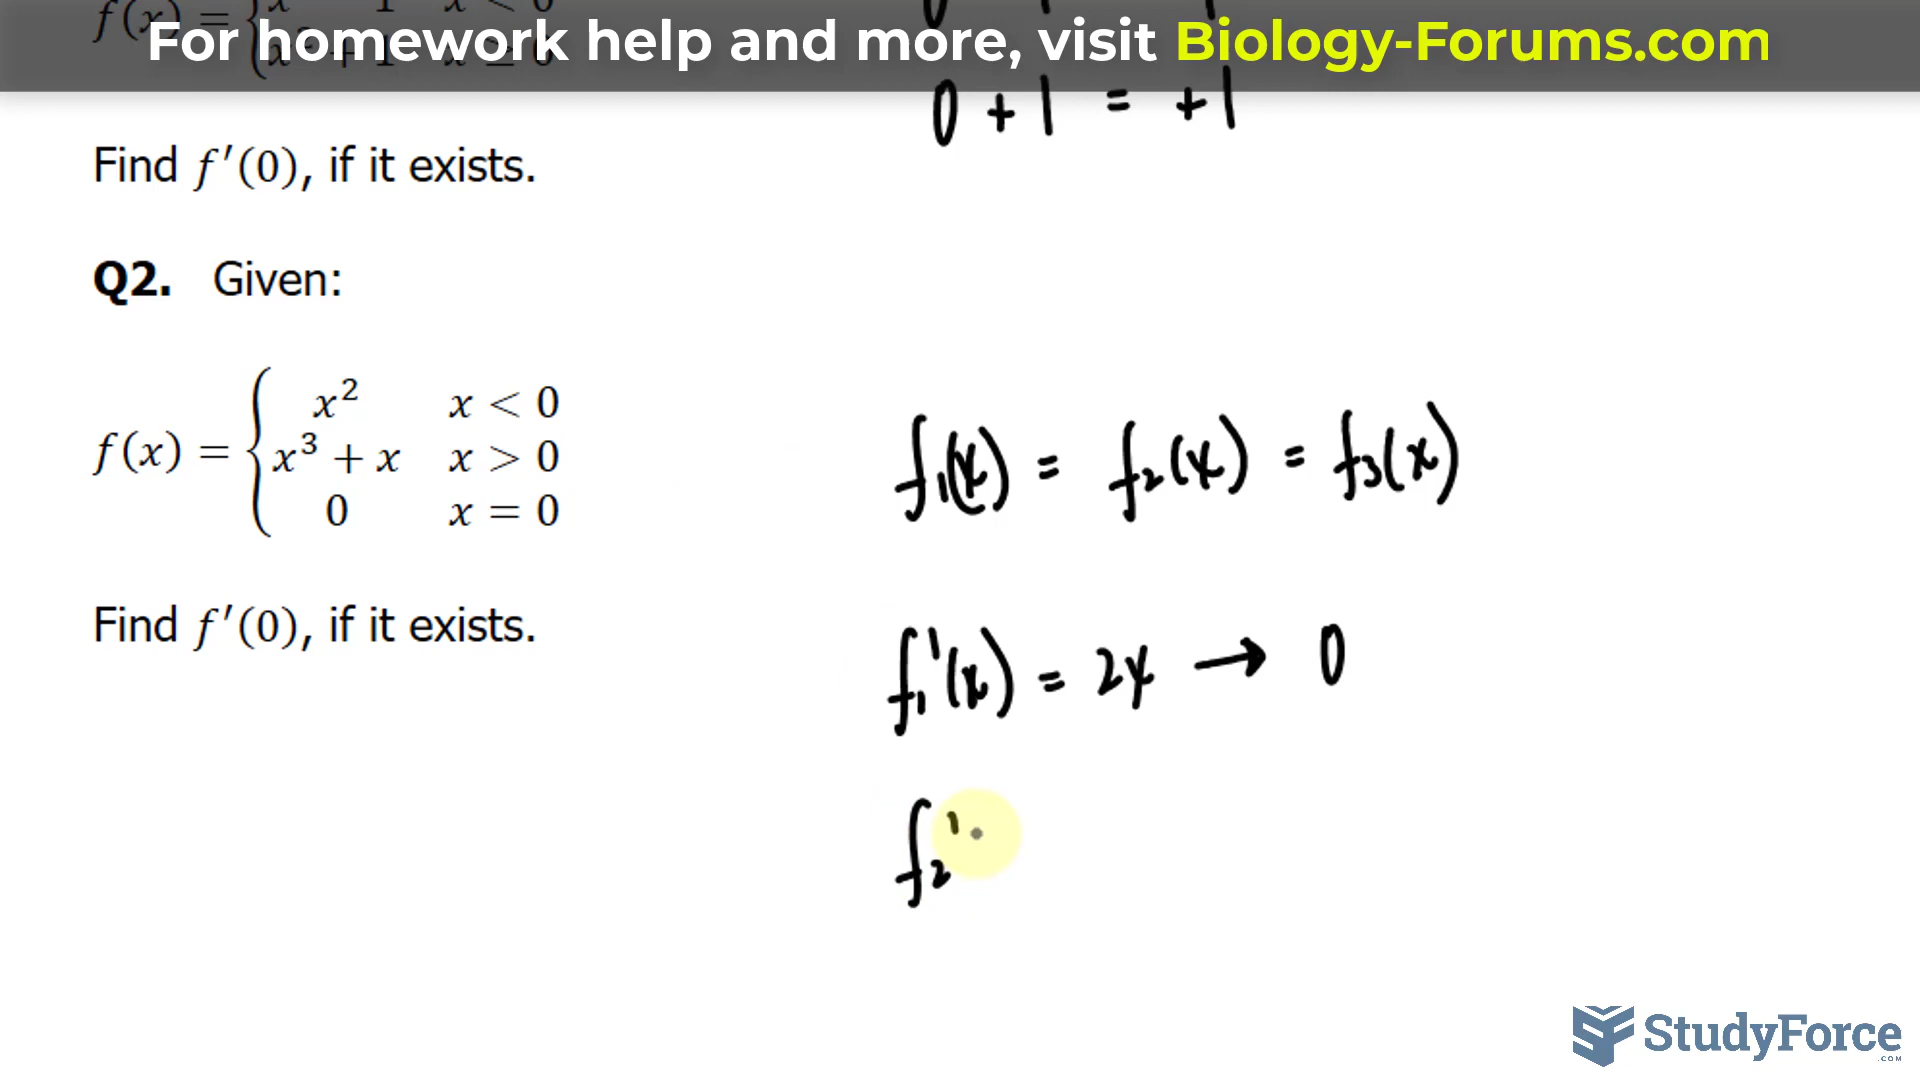 For homework help and more, visit Biology-Forums.com
0 + 1 = +1
Find f′(0), if it exists.
Q2. Given:
f(x) = { x² x < 0
x³ + x x > 0
0 x = 0
f₁(x) = f₂(x) = f₃(x)
Find f′(0), if it exists.
f₁'(x) = 2x → 0
f₂'
StudyForce
.COM